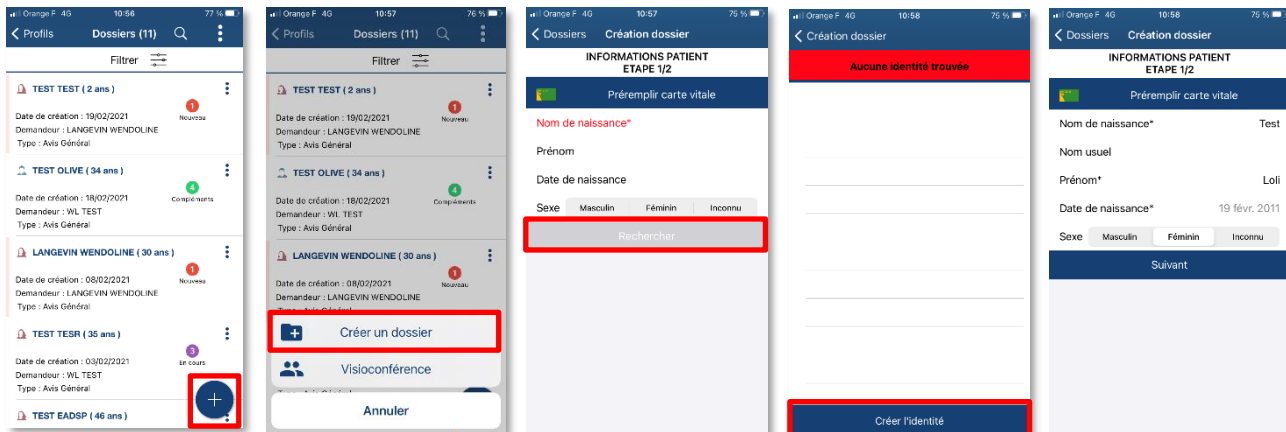 Orange F 4G 10:56 77 %
Profils Dossiers (11)
Filtrer
TEST TEST ( 2 ans )
1
Nouveau
Date de création : 19/02/2021
Demandeur : LANGEVIN WENDOLINE
Type : Avis Général
TEST OLIVE ( 34 ans )
4
Compléments
Date de création : 18/02/2021
Demandeur : WL TEST
Type : Avis Général
LANGEVIN WENDOLINE ( 30 ans )
1
Nouveau
Date de création : 08/02/2021
Demandeur : LANGEVIN WENDOLINE
Type : Avis Général
TEST TESR ( 35 ans )
3
En cours
Date de création : 03/02/2021
Demandeur : WL TEST
Type : Avis Général
+
TEST EADSP ( 46 ans )
Orange F 4G 10:57 76 %
Profils Dossiers (11)
Filtrer
TEST TEST ( 2 ans )
1
Nouveau
Date de création : 19/02/2021
Demandeur : LANGEVIN WENDOLINE
Type : Avis Général
TEST OLIVE ( 34 ans )
4
Compléments
Date de création : 18/02/2021
Demandeur : WL TEST
Type : Avis Général
LANGEVIN WENDOLINE ( 30 ans )
1
Nouveau
Date de création : 08/02/2021
Demandeur : LANGEVIN WENDOLINE
Créer un dossier
Visioconférence
Annuler
Orange F 4G 10:57 75 %
Dossiers Création dossier
INFORMATIONS PATIENT
ETAPE 1/2
Préremplir carte vitale
Nom de naissance*
Prénom
Date de naissance
Sexe Masculin Féminin Inconnu
Rechercher
Orange F 4G 10:58 75 %
Création dossier
Aucune identité trouvée
Créer l'identité
Orange F 4G 10:58 75 %
Dossiers Création dossier
INFORMATIONS PATIENT
ETAPE 1/2
Préremplir carte vitale
Nom de naissance* Test
Nom usuel
Prénom* Loli
Date de naissance* 19 févr. 2011
Sexe Masculin Féminin Inconnu
Suivant